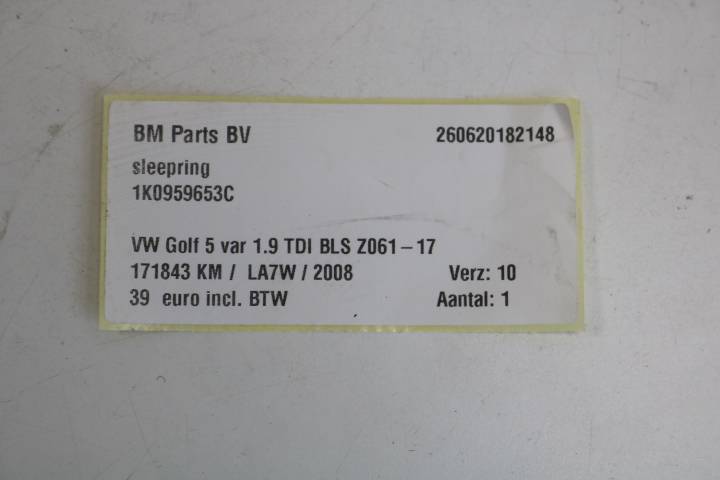 BM Parts BV 260620182148
sleepring
1K0959653C
VW Golf 5 var 1.9 TDI BLS Z061-17
171843 KM / LA7W / 2008 Verz: 10
39 euro incl. BTW Aantal: 1